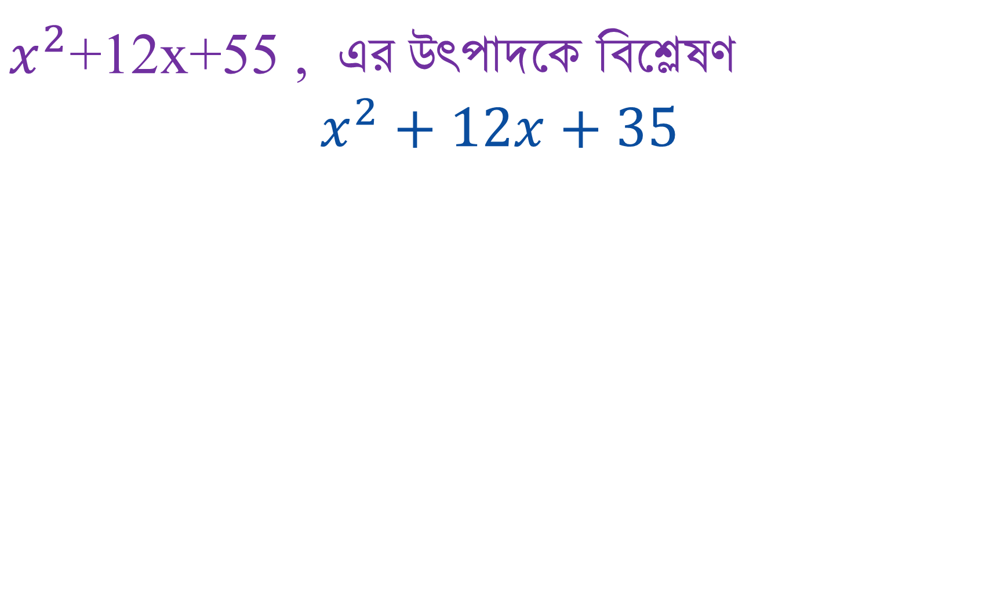 x²+12x+55 , এর উৎপাদকে বিশ্লেষণ
x² + 12x + 35